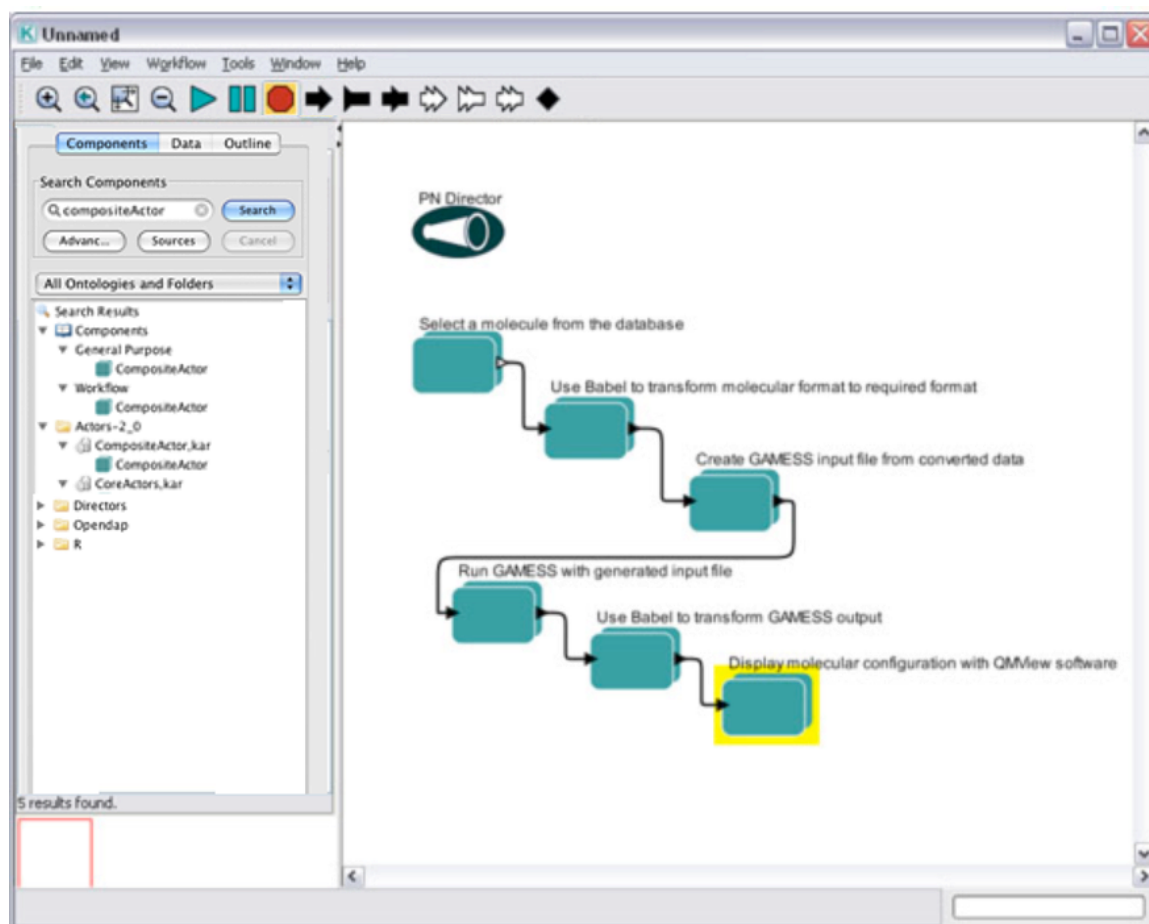 Unnamed
File Edit View Workflow Tools Window Help
Components Data Outline
Search Components
compositeActor Search
Advanc... Sources Cancel
All Ontologies and Folders
Search Results
Components
General Purpose
CompositeActor
Workflow
CompositeActor
Actors-2_0
CompositeActor.kar
CompositeActor
CoreActors.kar
Directors
Opendap
R
5 results found.
PN Director
Select a molecule from the database
Use Babel to transform molecular format to required format
Create GAMESS input file from converted data
Run GAMESS with generated input file
Use Babel to transform GAMESS output
Display molecular configuration with QMView software